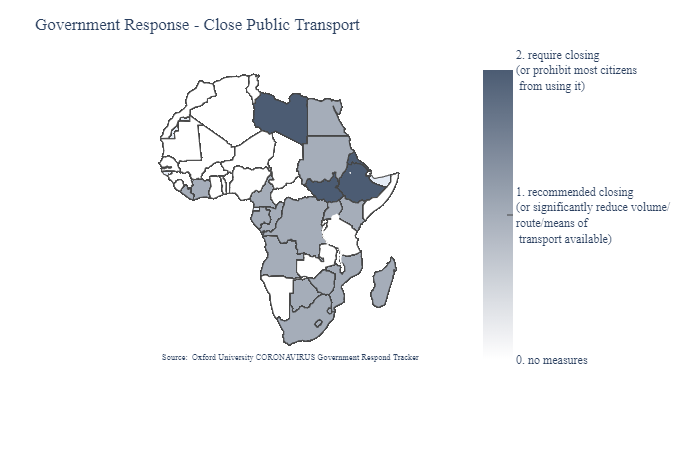 Government Response - Close Public Transport
2. require closing
(or prohibit most citizens
from using it)
1. recommended closing
(or significantly reduce volume/
route/means of
transport available)
0. no measures
Source: Oxford University CORONAVIRUS Government Respond Tracker